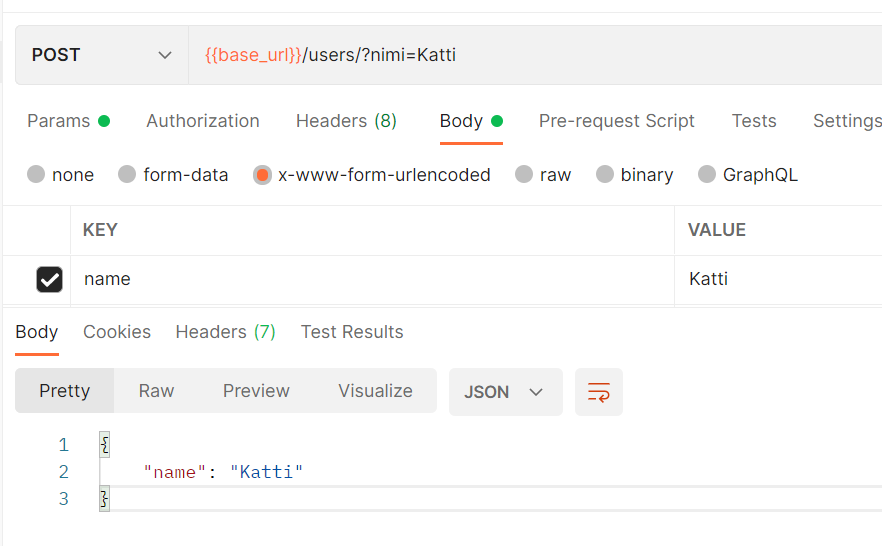 POST {{base_url}}/users/?nimi=Katti
Params Authorization Headers (8) Body Pre-request Script Tests Settings
none form-data x-www-form-urlencoded raw binary GraphQL
KEY VALUE
name Katti
Body Cookies Headers (7) Test Results
Pretty Raw Preview Visualize JSON
1 {
2 "name": "Katti"
3 }